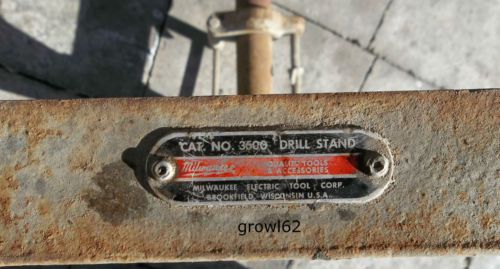 CAT. NO. 3600 DRILL STAND
Milwaukee QUALITY TOOLS
& ACCESSORIES
MILWAUKEE ELECTRIC TOOL CORP.
BROOKFIELD, WISCONSIN U.S.A.
growl62